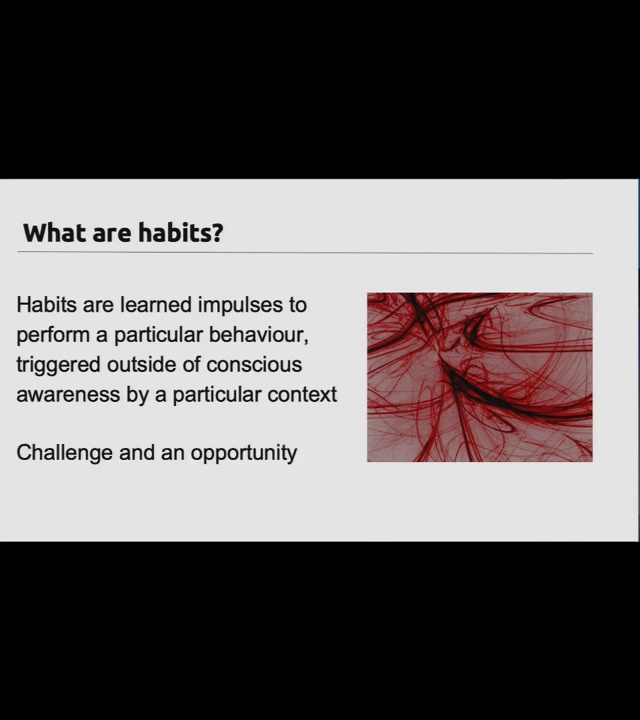 What are habits?
Habits are learned impulses to
perform a particular behaviour,
triggered outside of conscious
awareness by a particular context
Challenge and an opportunity